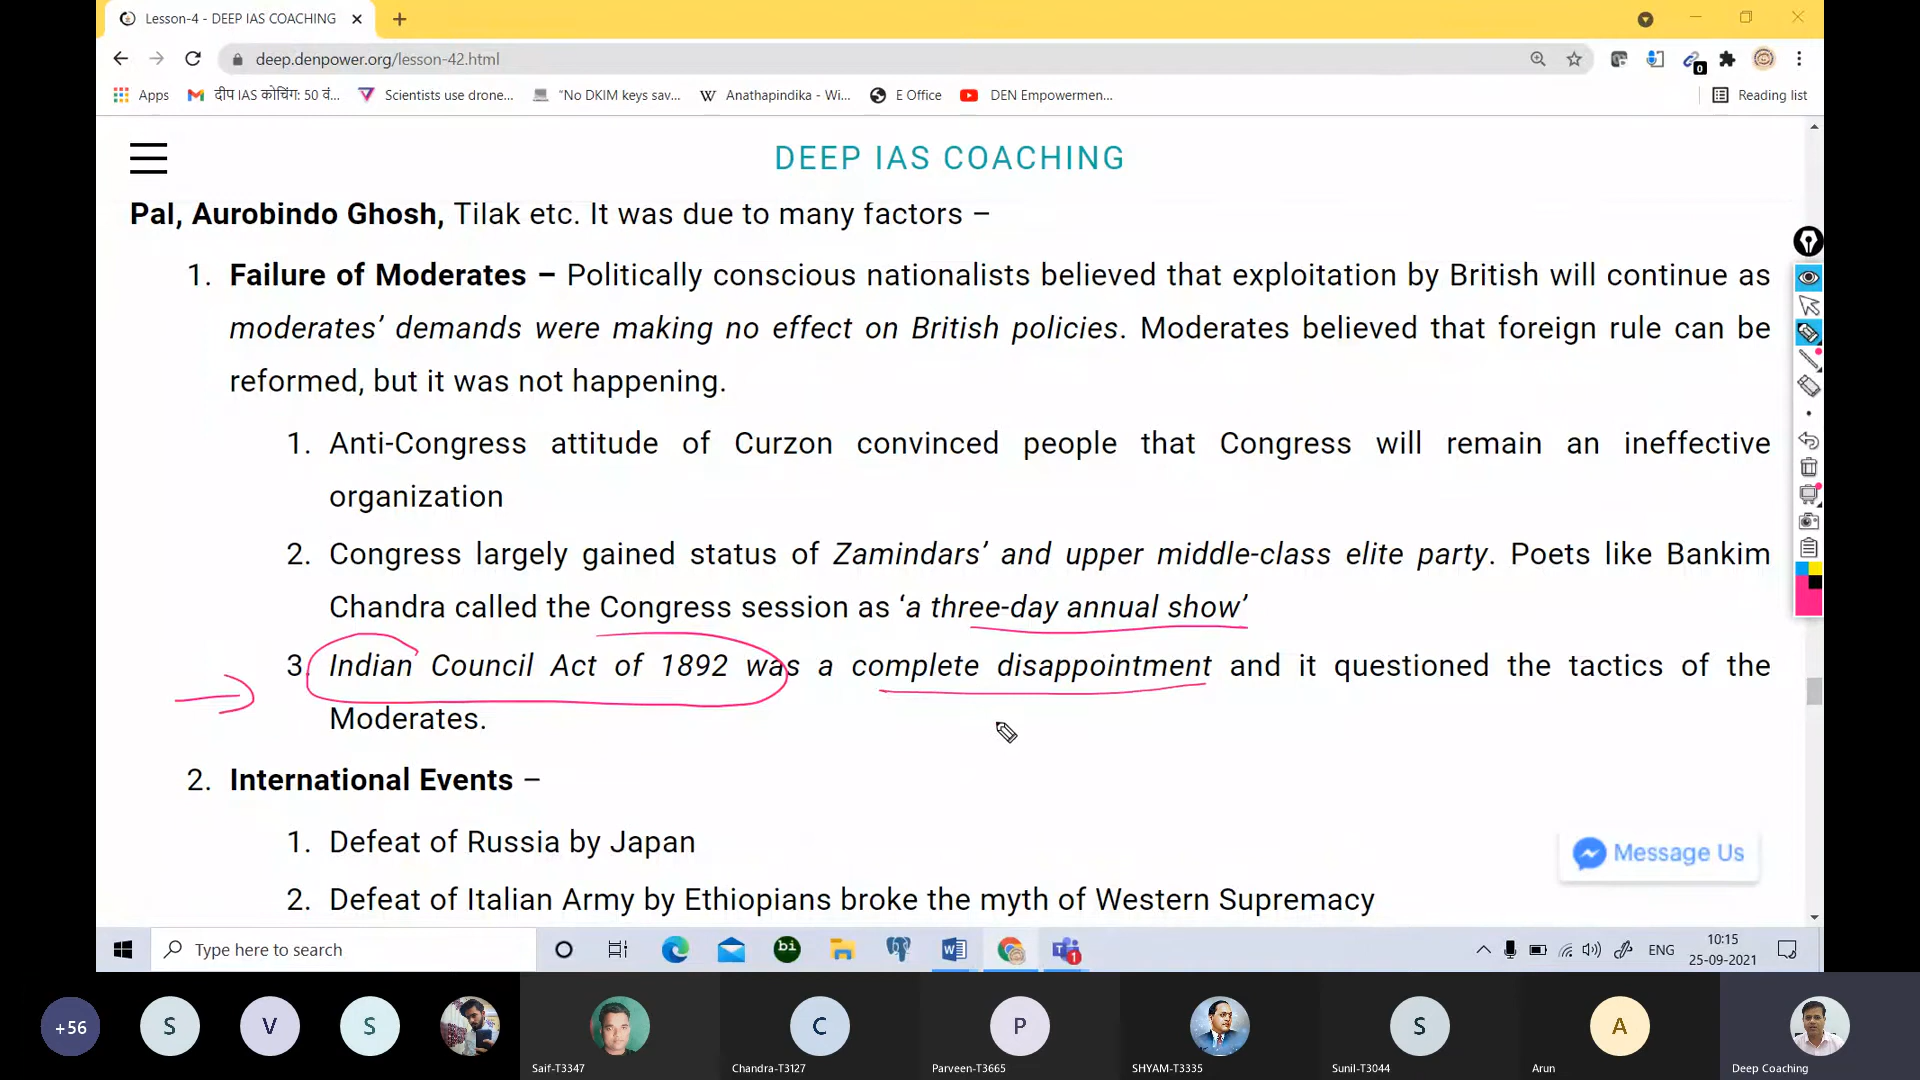 Lesson-4 - DEEP IAS COACHING
deep.denpower.org/lesson-42.html
Apps दीप IAS कोचिंग: 50 वं... Scientists use drone... "No DKIM keys sav... Anathapindika - Wi... E Office DEN Empowermen... Reading list
DEEP IAS COACHING
Pal, Aurobindo Ghosh, Tilak etc. It was due to many factors –
1. Failure of Moderates – Politically conscious nationalists believed that exploitation by British will continue as
moderates’ demands were making no effect on British policies. Moderates believed that foreign rule can be
reformed, but it was not happening.
1. Anti-Congress attitude of Curzon convinced people that Congress will remain an ineffective
organization
2. Congress largely gained status of Zamindars’ and upper middle-class elite party. Poets like Bankim
Chandra called the Congress session as ‘a three-day annual show’
3. Indian Council Act of 1892 was a complete disappointment and it questioned the tactics of the
Moderates.
2. International Events –
1. Defeat of Russia by Japan
2. Defeat of Italian Army by Ethiopians broke the myth of Western Supremacy
Message Us
Type here to search
bi
1
ENG
10:15
25-09-2021
+56 S V S C P S A
Saif-T3347 Chandra-T3127 Parveen-T3665 SHYAM-T3335 Sunil-T3044 Arun Deep Coaching